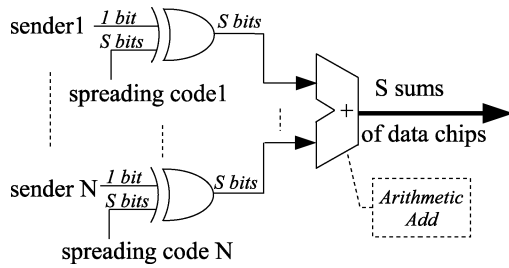 sender1
1 bit
S bits
S bits
spreading code1
+
S sums
of data chips
sender N
1 bit
S bits
S bits
spreading code N
Arithmetic
Add